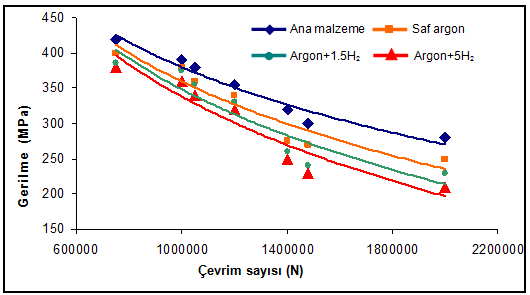 450
400
350
300
250
200
150
Gerilme (MPa)
Ana malzeme
Saf argon
Argon+1.5H₂
Argon+5H₂
600000 1000000 1400000 1800000 2200000
Çevrim sayısı (N)